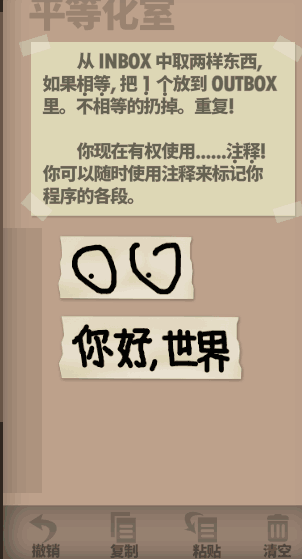 平等化室
从 INBOX 中取两样东西,
如果相等, 把 1 个放到 OUTBOX
里。不相等的扔掉。重复!
你现在有权使用......注释!
你可以随时使用注释来标记你
程序的各段。
你好,世界
撤销 复制 粘贴 清空